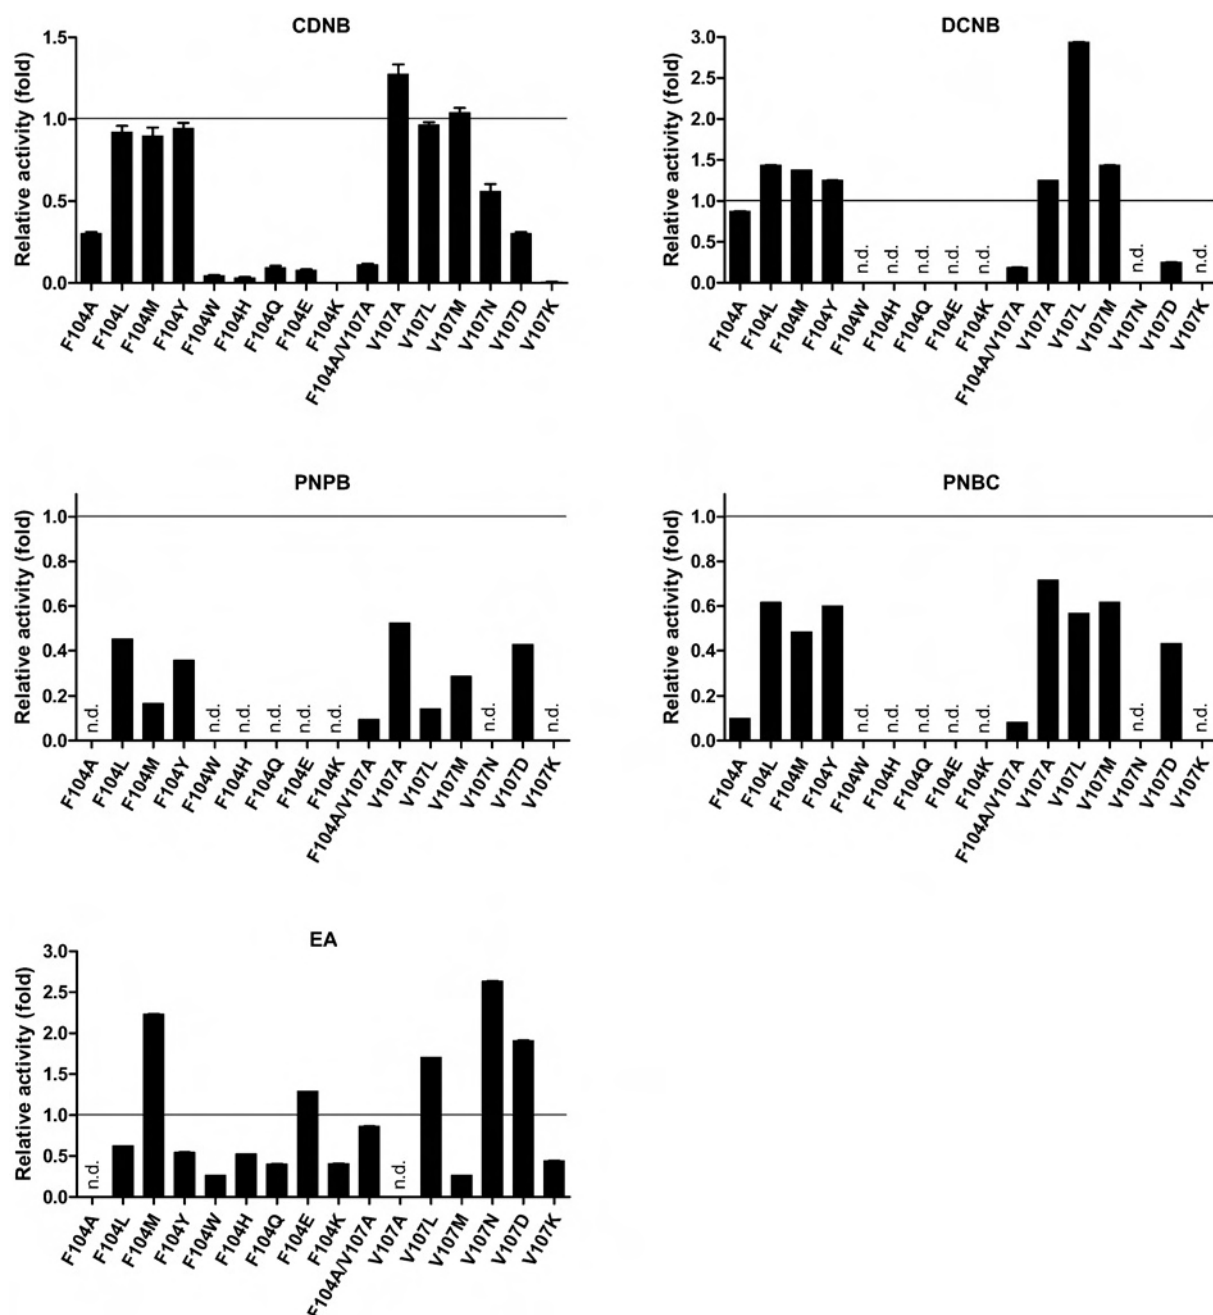 CDNB
Relative activity (fold)
1.5
1.0
0.5
0.0
F104A
F104L
F104M
F104Y
F104W
F104H
F104Q
F104E
F104K
F104A/V107A
V107A
V107L
V107M
V107N
V107D
V107K
DCNB
Relative activity (fold)
3.0
2.5
2.0
1.5
1.0
0.5
0.0
n.d.
n.d.
n.d.
n.d.
n.d.
n.d.
n.d.
F104A
F104L
F104M
F104Y
F104W
F104H
F104Q
F104E
F104K
F104A/V107A
V107A
V107L
V107M
V107N
V107D
V107K
PNPB
Relative activity (fold)
1.0
0.8
0.6
0.4
0.2
0.0
n.d.
n.d.
n.d.
n.d.
n.d.
n.d.
n.d.
n.d.
F104A
F104L
F104M
F104Y
F104W
F104H
F104Q
F104E
F104K
F104A/V107A
V107A
V107L
V107M
V107N
V107D
V107K
PNBC
Relative activity (fold)
1.0
0.8
0.6
0.4
0.2
0.0
n.d.
n.d.
n.d.
n.d.
n.d.
n.d.
n.d.
F104A
F104L
F104M
F104Y
F104W
F104H
F104Q
F104E
F104K
F104A/V107A
V107A
V107L
V107M
V107N
V107D
V107K
EA
Relative activity (fold)
3.0
2.5
2.0
1.5
1.0
0.5
0.0
n.d.
n.d.
F104A
F104L
F104M
F104Y
F104W
F104H
F104Q
F104E
F104K
F104A/V107A
V107A
V107L
V107M
V107N
V107D
V107K